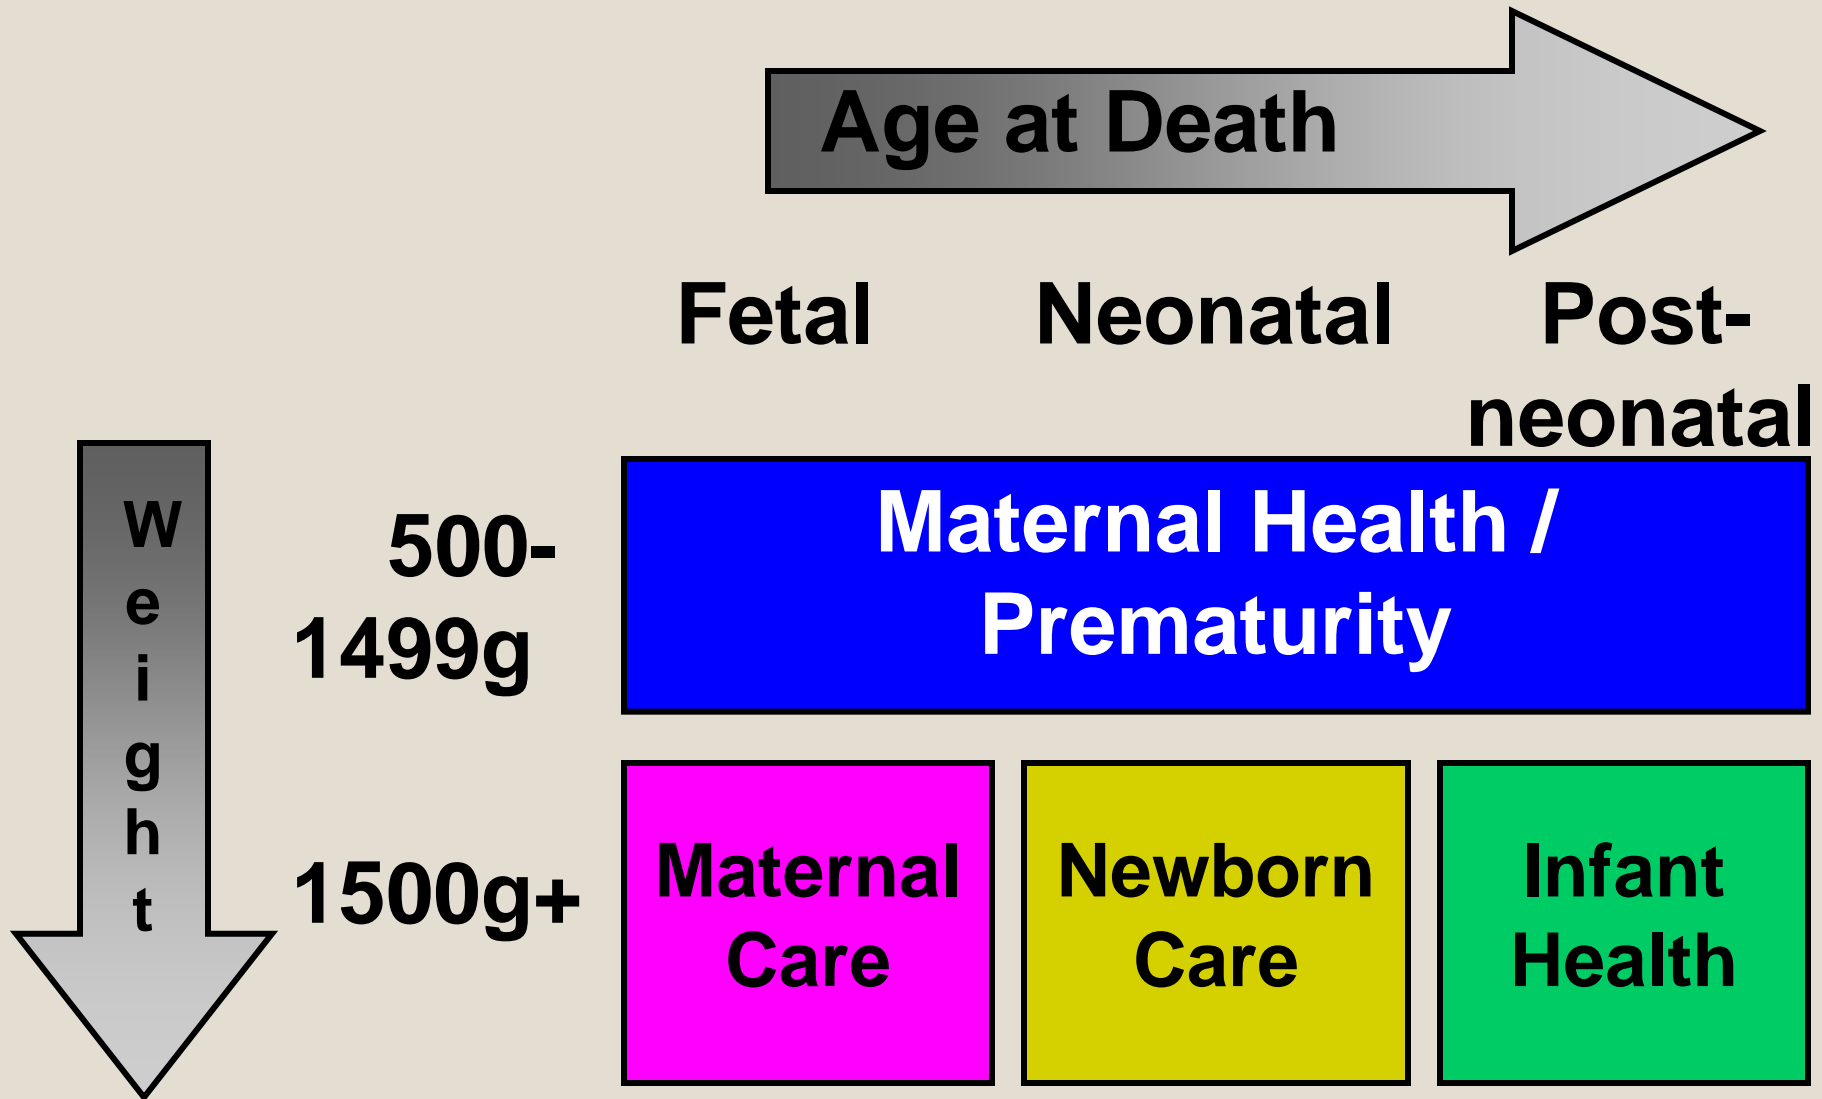 Age at Death
Fetal
Neonatal
Post-
neonatal
Weight
500-
1499g
Maternal Health /
Prematurity
1500g+
Maternal
Care
Newborn
Care
Infant
Health